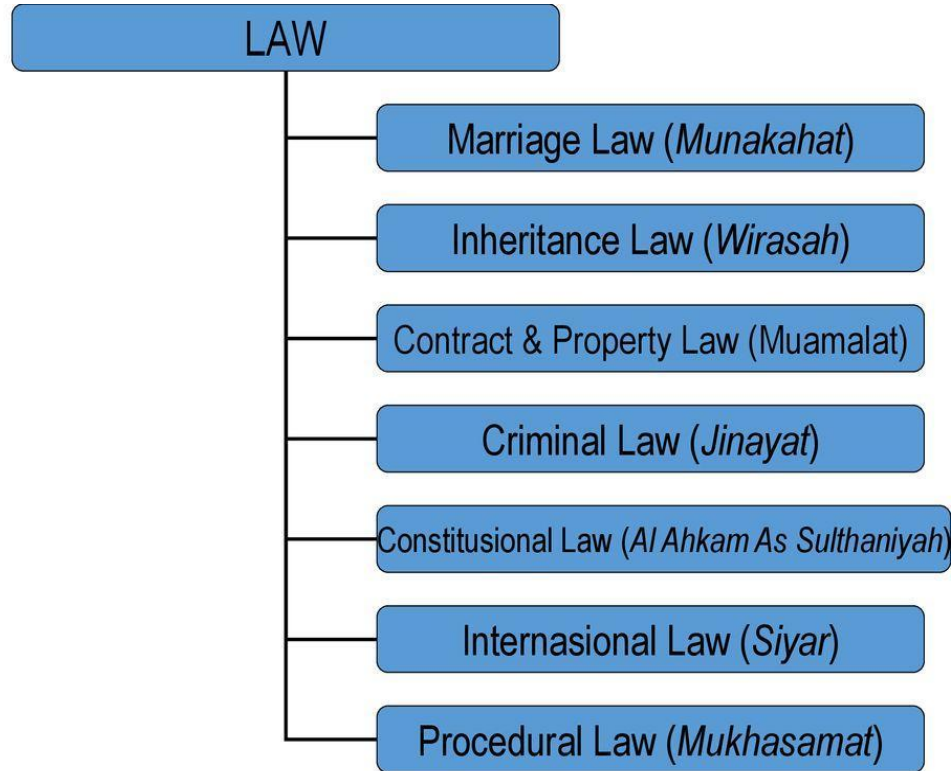 LAW
Marriage Law (Munakahat)
Inheritance Law (Wirasah)
Contract & Property Law (Muamalat)
Criminal Law (Jinayat)
Constitusional Law (Al Ahkam As Sulthaniyah)
Internasional Law (Siyar)
Procedural Law (Mukhasamat)